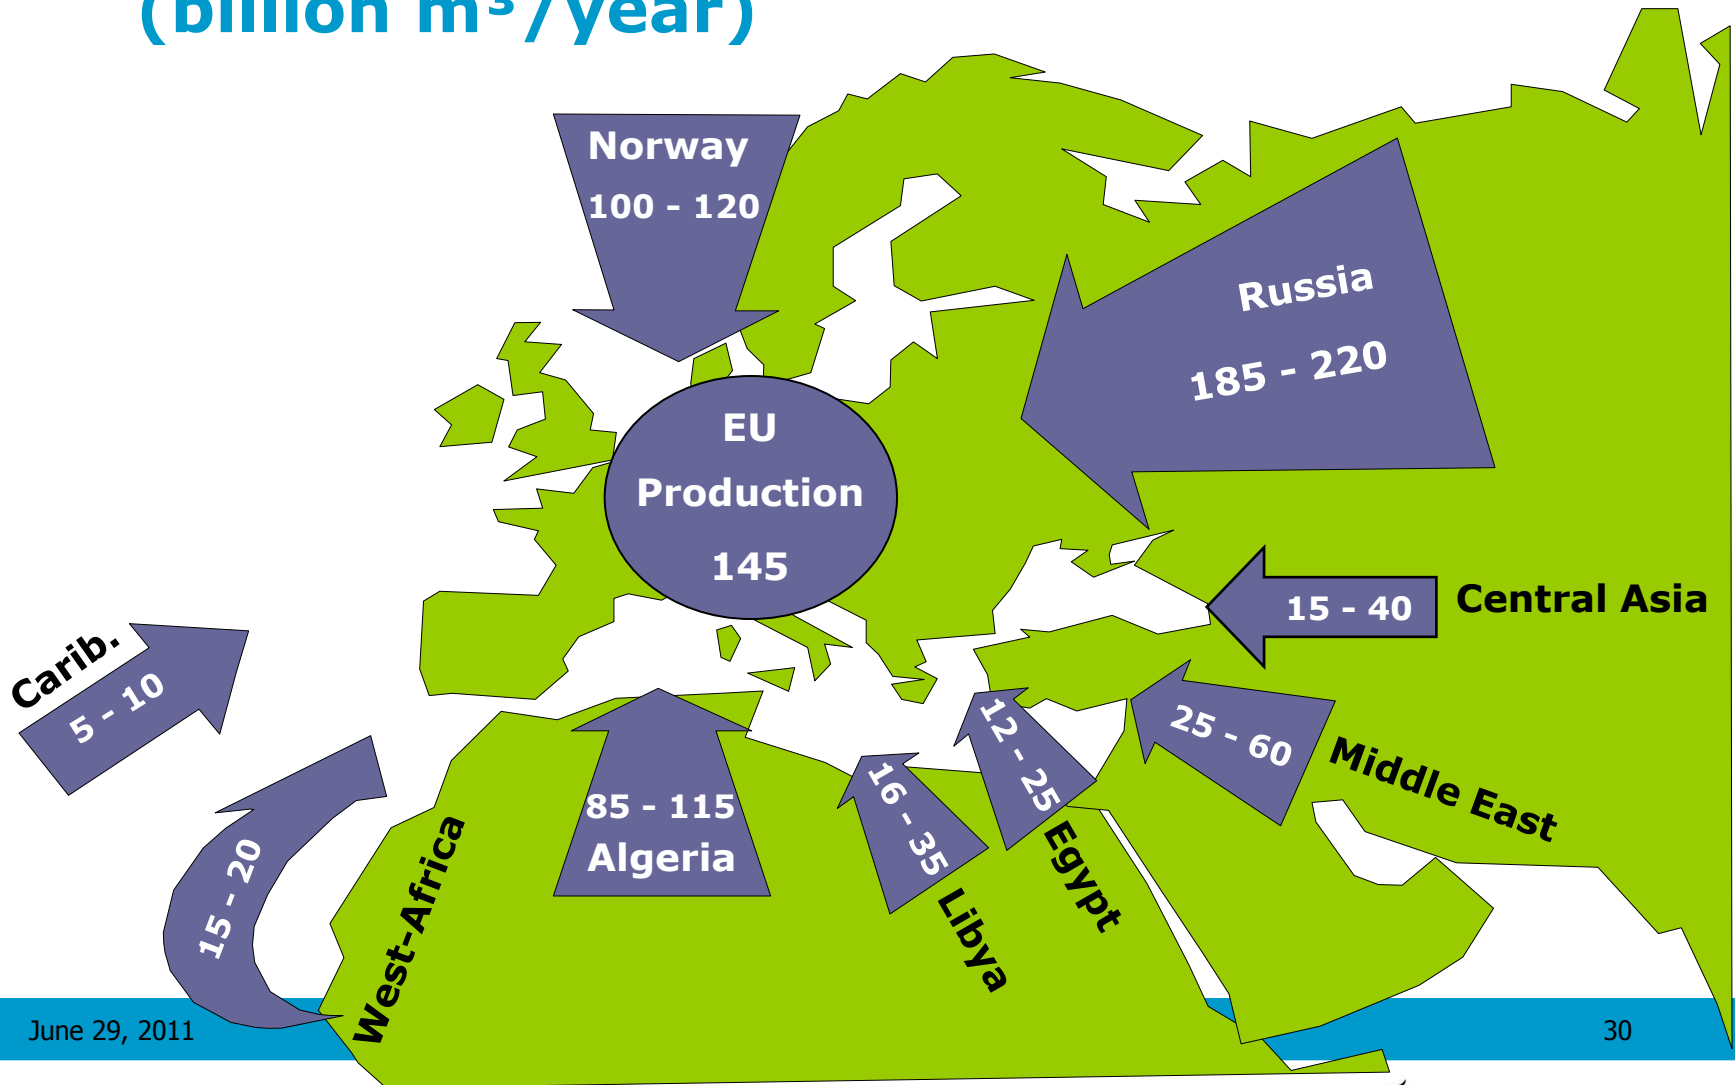 (billion m³/year)
Norway
100 - 120
Russia
185 - 220
EU
Production
145
15 - 40
Central Asia
Carib.
5 - 10
25 - 60
Middle East
12 - 25
Egypt
16 - 35
Libya
85 - 115
Algeria
15 - 20
West-Africa
June 29, 2011
30